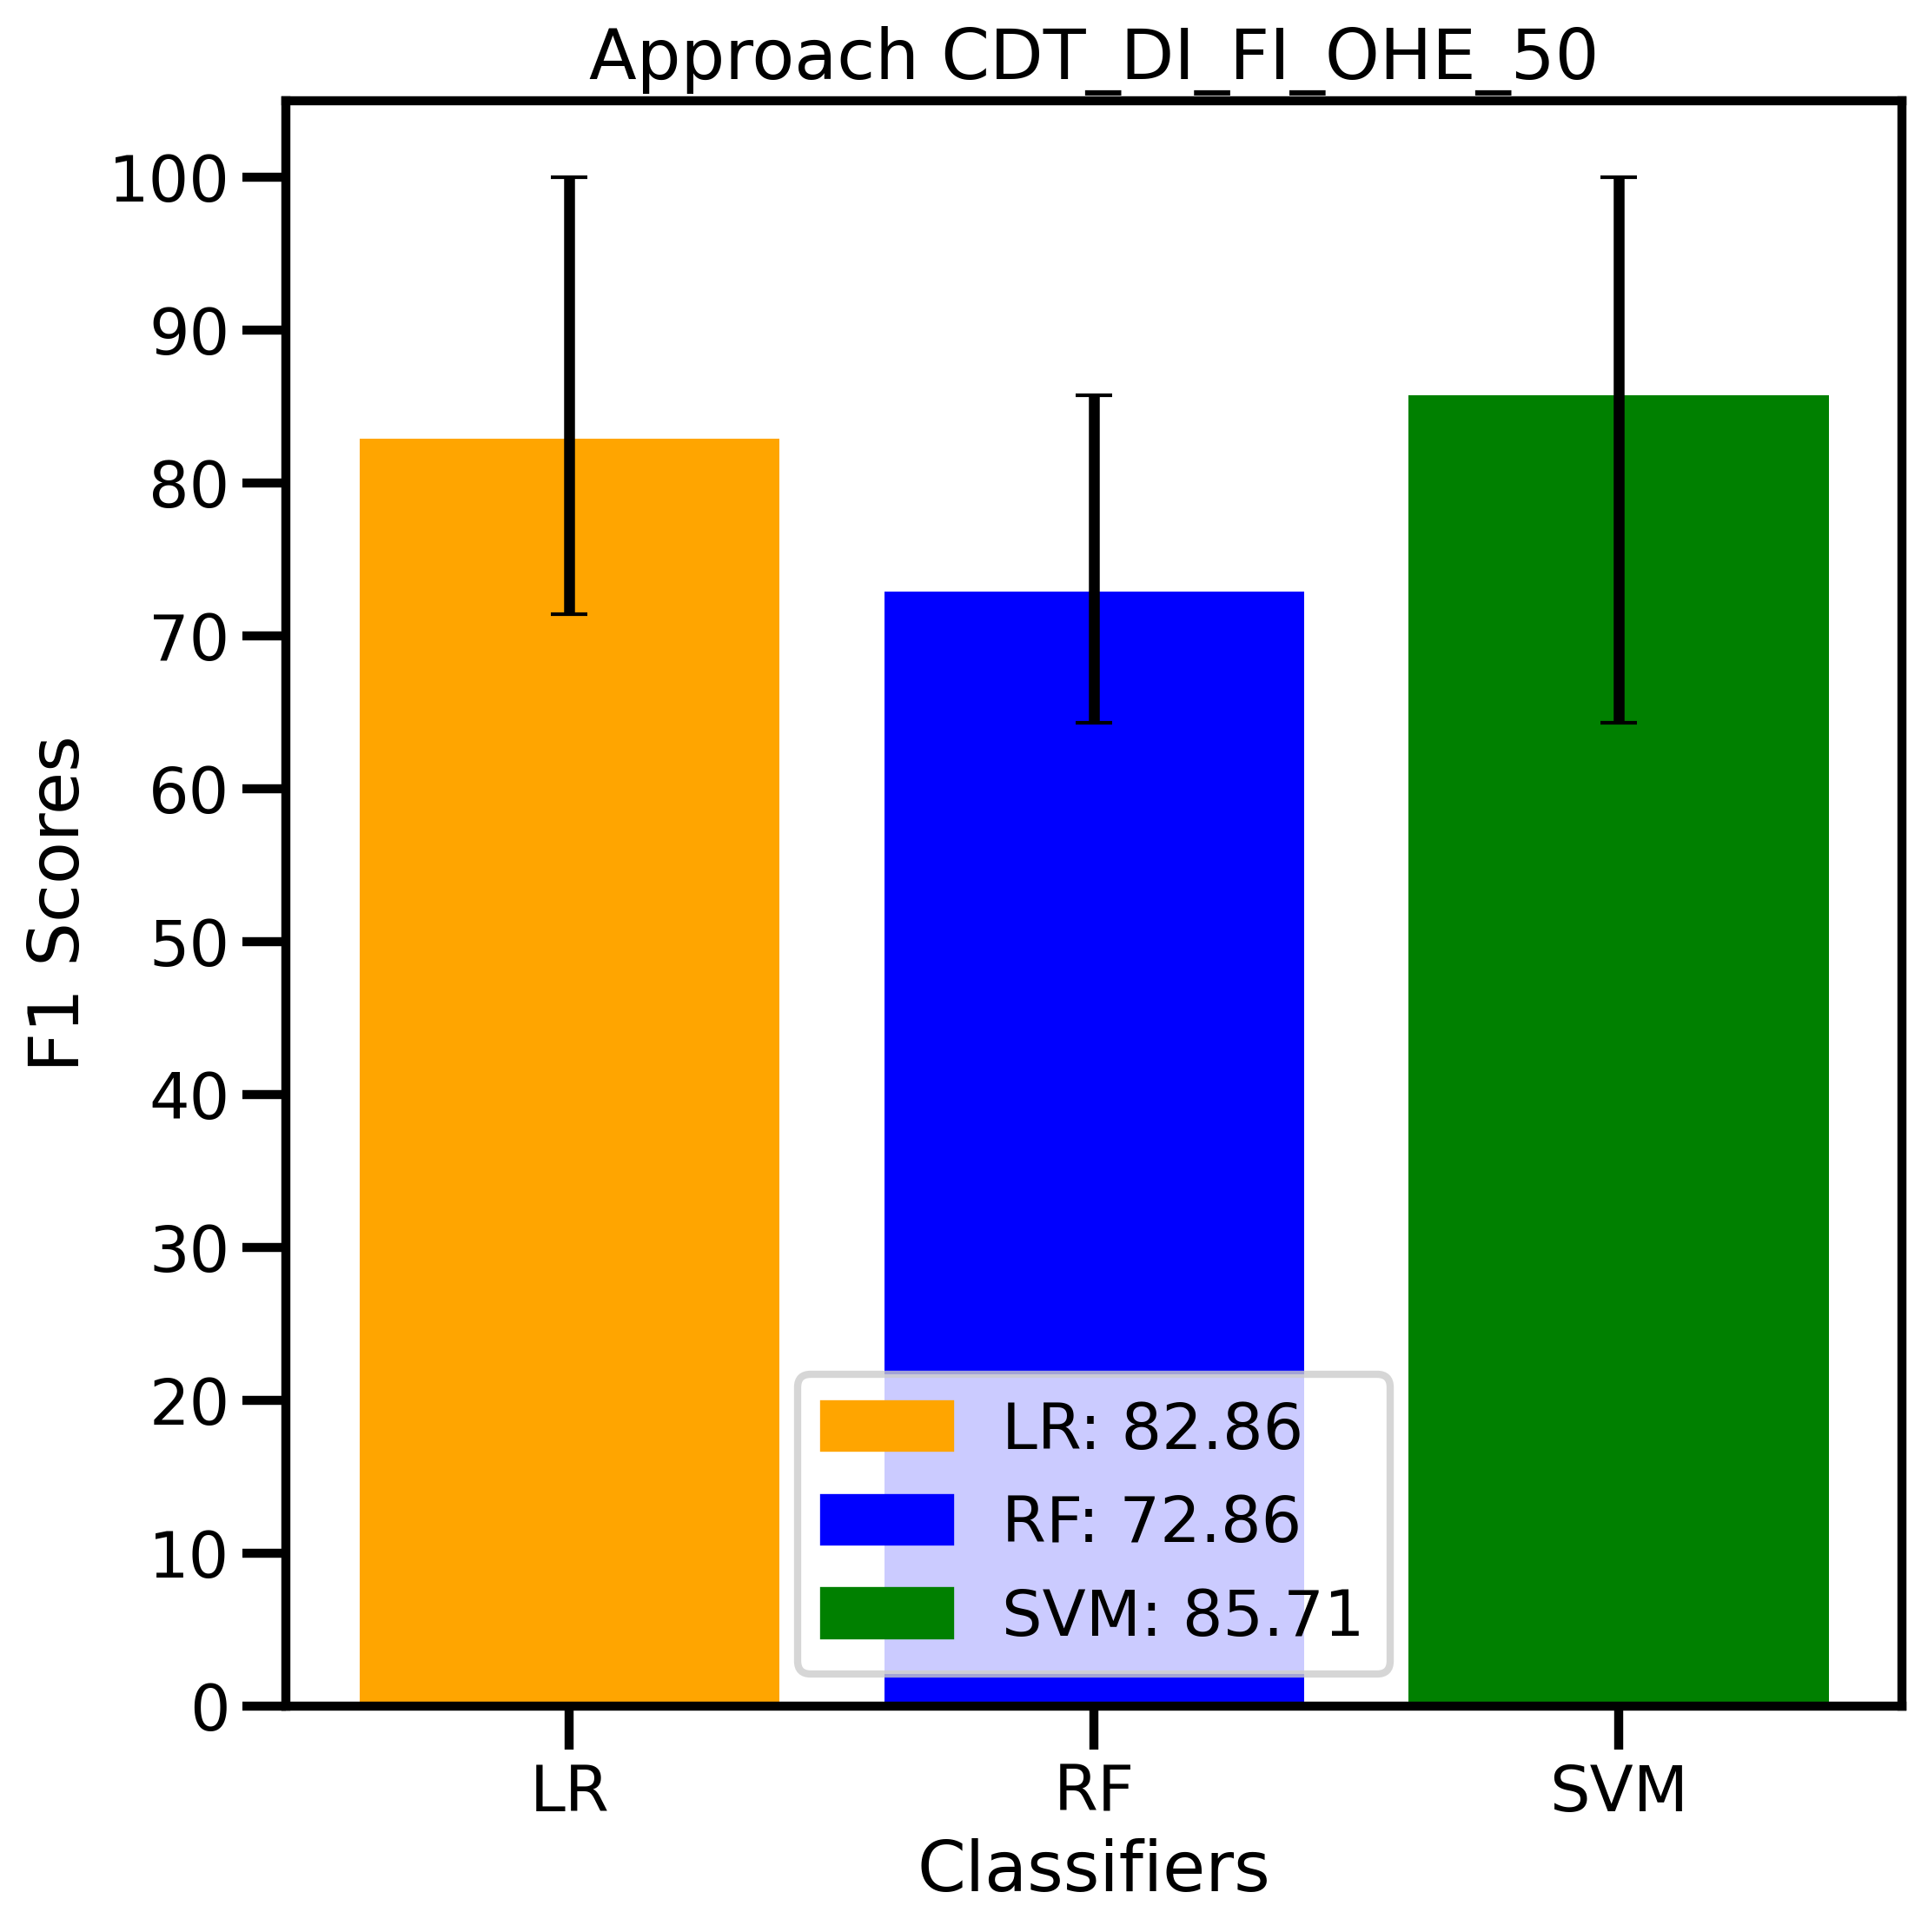 Approach CDT_DI_FI_OHE_50
100
90
80
70
60
50
40
30
20
10
0
F1 Scores
LR: 82.86
RF: 72.86
SVM: 85.71
LR
RF
SVM
Classifiers